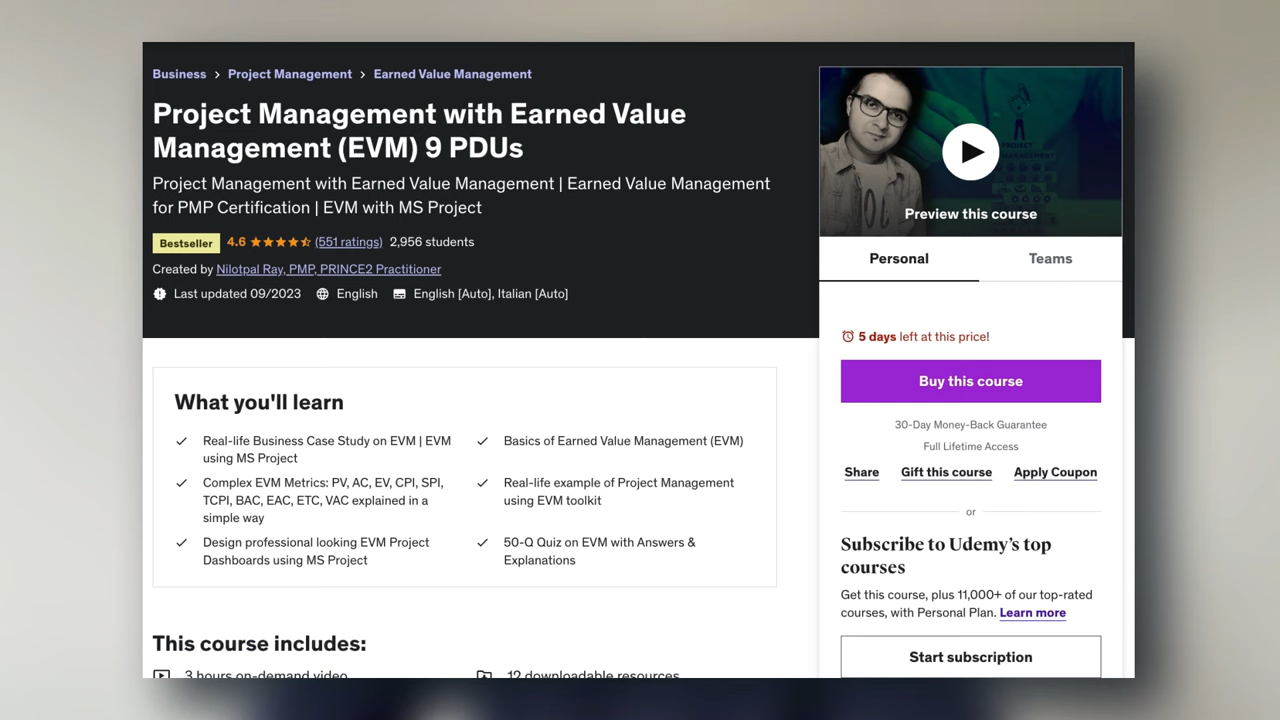 Business > Project Management > Earned Value Management
Project Management with Earned Value
Management (EVM) 9 PDUs
Project Management with Earned Value Management | Earned Value Management
for PMP Certification | EVM with MS Project
Bestseller 4.6 (551 ratings) 2,956 students
Created by Nilotpal Ray, PMP, PRINCE2 Practitioner
Last updated 09/2023 English English [Auto], Italian [Auto]
Preview this course
Personal Teams
5 days left at this price!
Buy this course
30-Day Money-Back Guarantee
Full Lifetime Access
Share Gift this course Apply Coupon
or
Subscribe to Udemy's top
courses
Get this course, plus 11,000+ of our top-rated
courses, with Personal Plan. Learn more
Start subscription
What you'll learn
Real-life Business Case Study on EVM | EVM
using MS Project
Basics of Earned Value Management (EVM)
Complex EVM Metrics: PV, AC, EV, CPI, SPI,
TCPI, BAC, EAC, ETC, VAC explained in a
simple way
Real-life example of Project Management
using EVM toolkit
Design professional looking EVM Project
Dashboards using MS Project
50-Q Quiz on EVM with Answers &
Explanations
This course includes:
3 hours on-demand video
12 downloadable resources